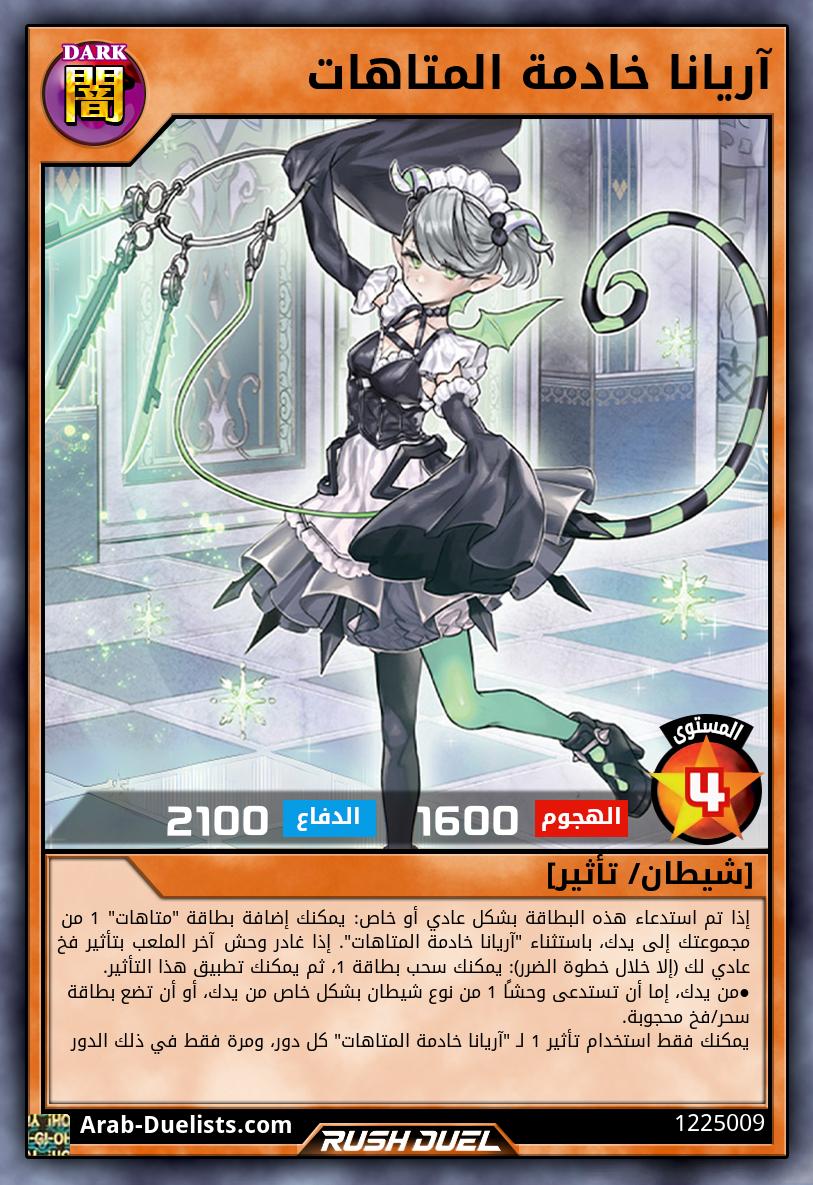 DARK
闇
آريانا خادمة المتاهات
المستوى
4
الهجوم 1600 الدفاع 2100
[شيطان/ تأثير]
إذا تم استدعاء هذه البطاقة بشكل عادي أو خاص: يمكنك إضافة بطاقة "متاهات" 1 من
مجموعتك إلى يدك، باستثناء "آريانا خادمة المتاهات". إذا غادر وحش آخر الملعب بتأثير فخ
عادي لك (إلا خلال خطوة الضرر): يمكنك سحب بطاقة 1، ثم يمكنك تطبيق هذا التأثير.
●من يدك، إما أن تستدعى وحشًا 1 من نوع شيطان بشكل خاص من يدك، أو أن تضع بطاقة
سحر/فخ محجوبة.
يمكنك فقط استخدام تأثير 1 لـ "آريانا خادمة المتاهات" كل دور، ومرة فقط في ذلك الدور
Arab-Duelists.com
RUSH DUEL
1225009